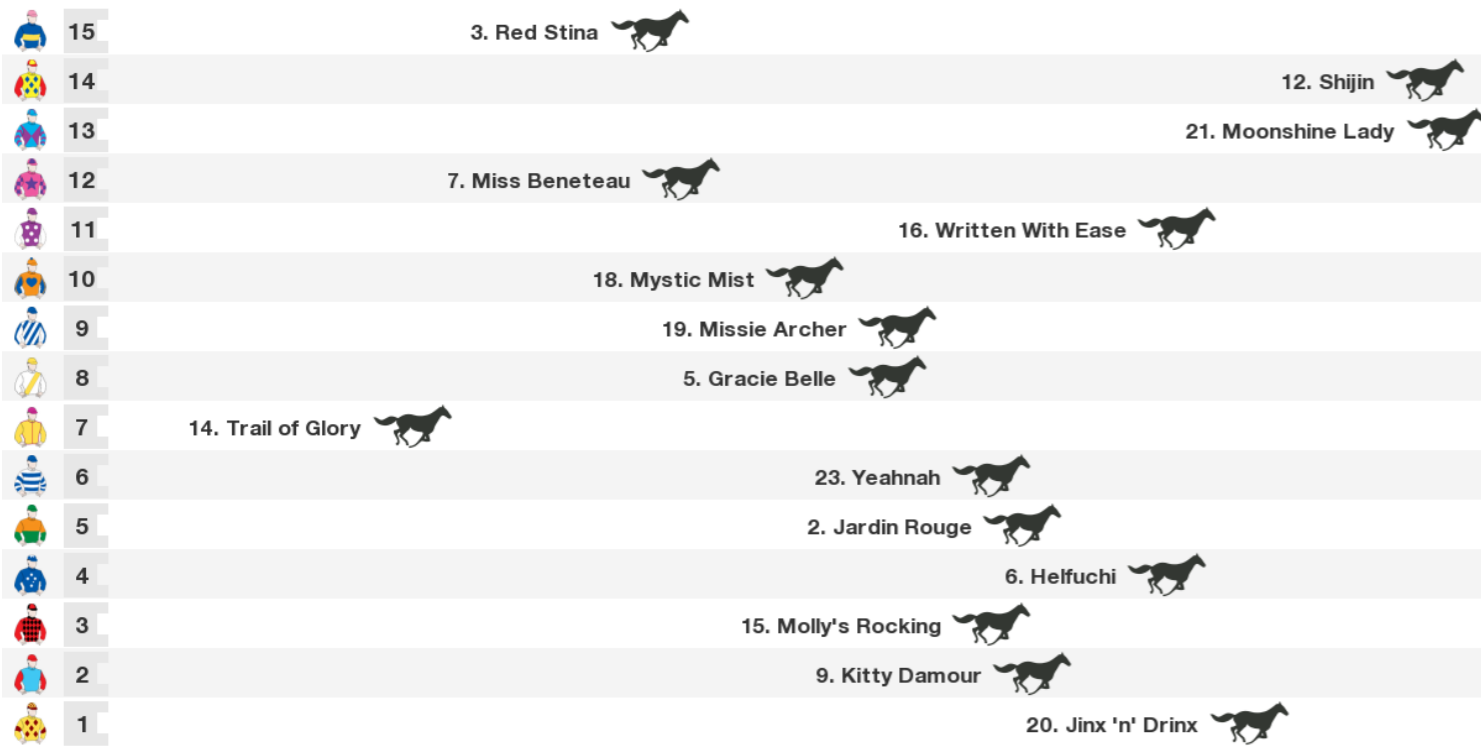 15 3. Red Stina
14 12. Shijin
13 21. Moonshine Lady
12 7. Miss Beneteau
11 16. Written With Ease
10 18. Mystic Mist
9 19. Missie Archer
8 5. Gracie Belle
7 14. Trail of Glory
6 23. Yeahnah
5 2. Jardin Rouge
4 6. Helfuchi
3 15. Molly's Rocking
2 9. Kitty Damour
1 20. Jinx 'n' Drinx